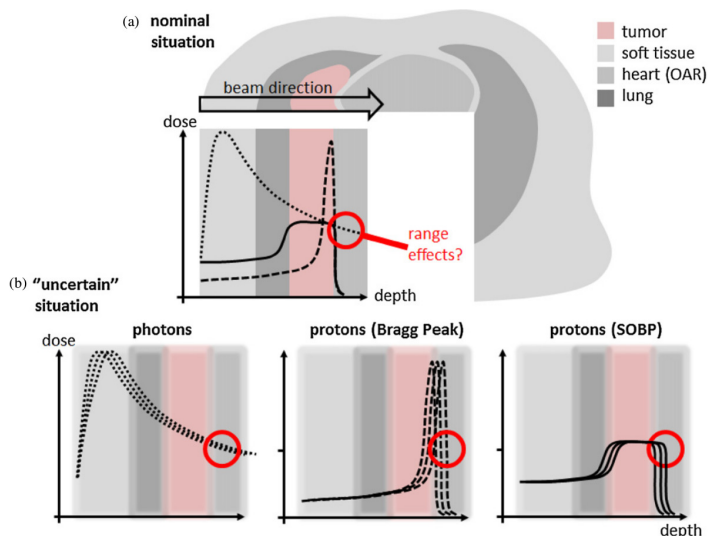 (a) nominal
situation
tumor
soft tissue
heart (OAR)
lung
beam direction
dose
range
effects?
depth
(b) "uncertain"
situation
photons
protons (Bragg Peak)
protons (SOBP)
dose
depth